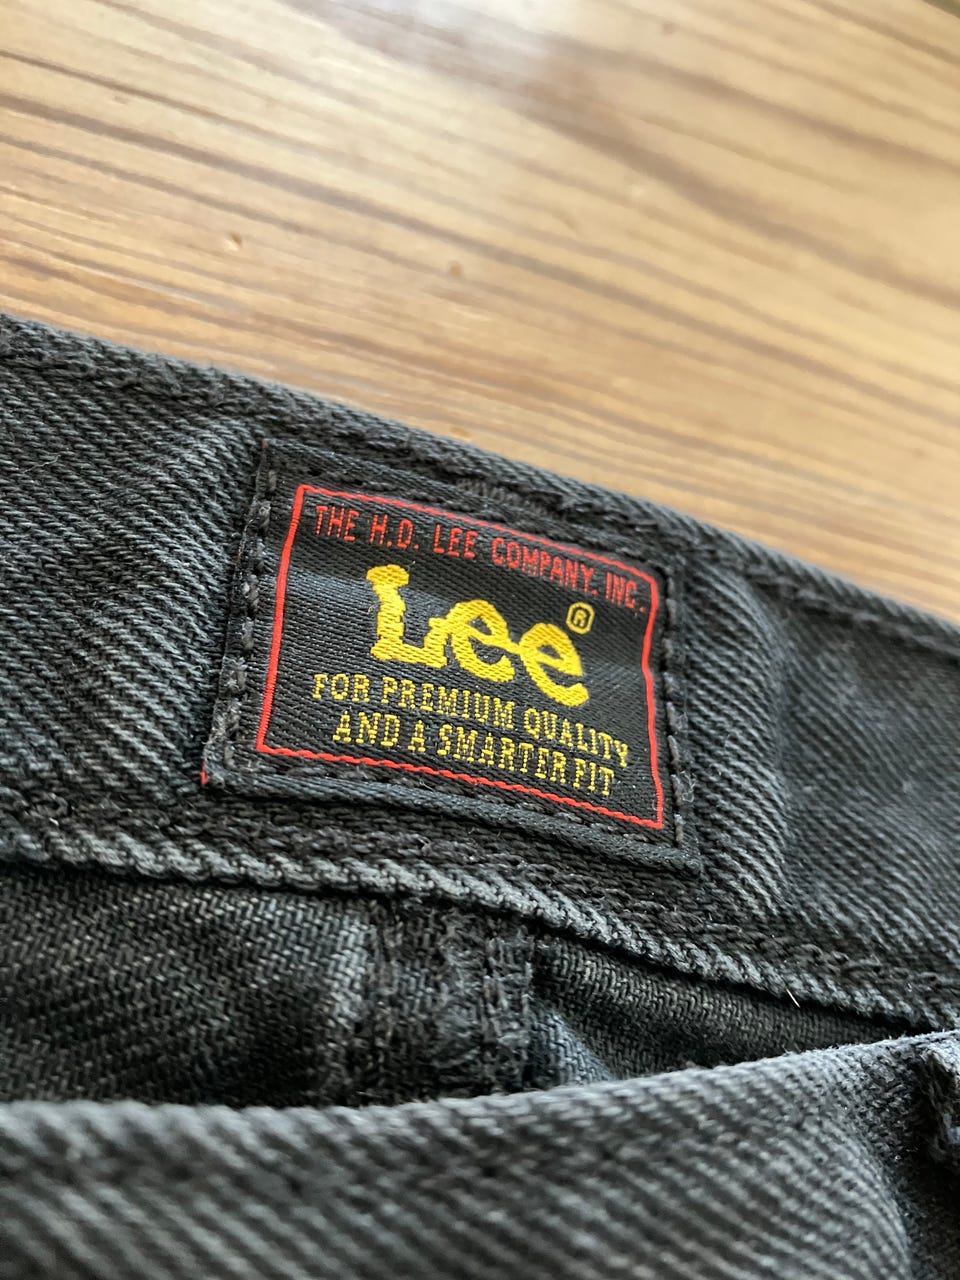 THE H.D. LEE COMPANY, INC.
Lee®
FOR PREMIUM QUALITY
AND A SMARTER FIT